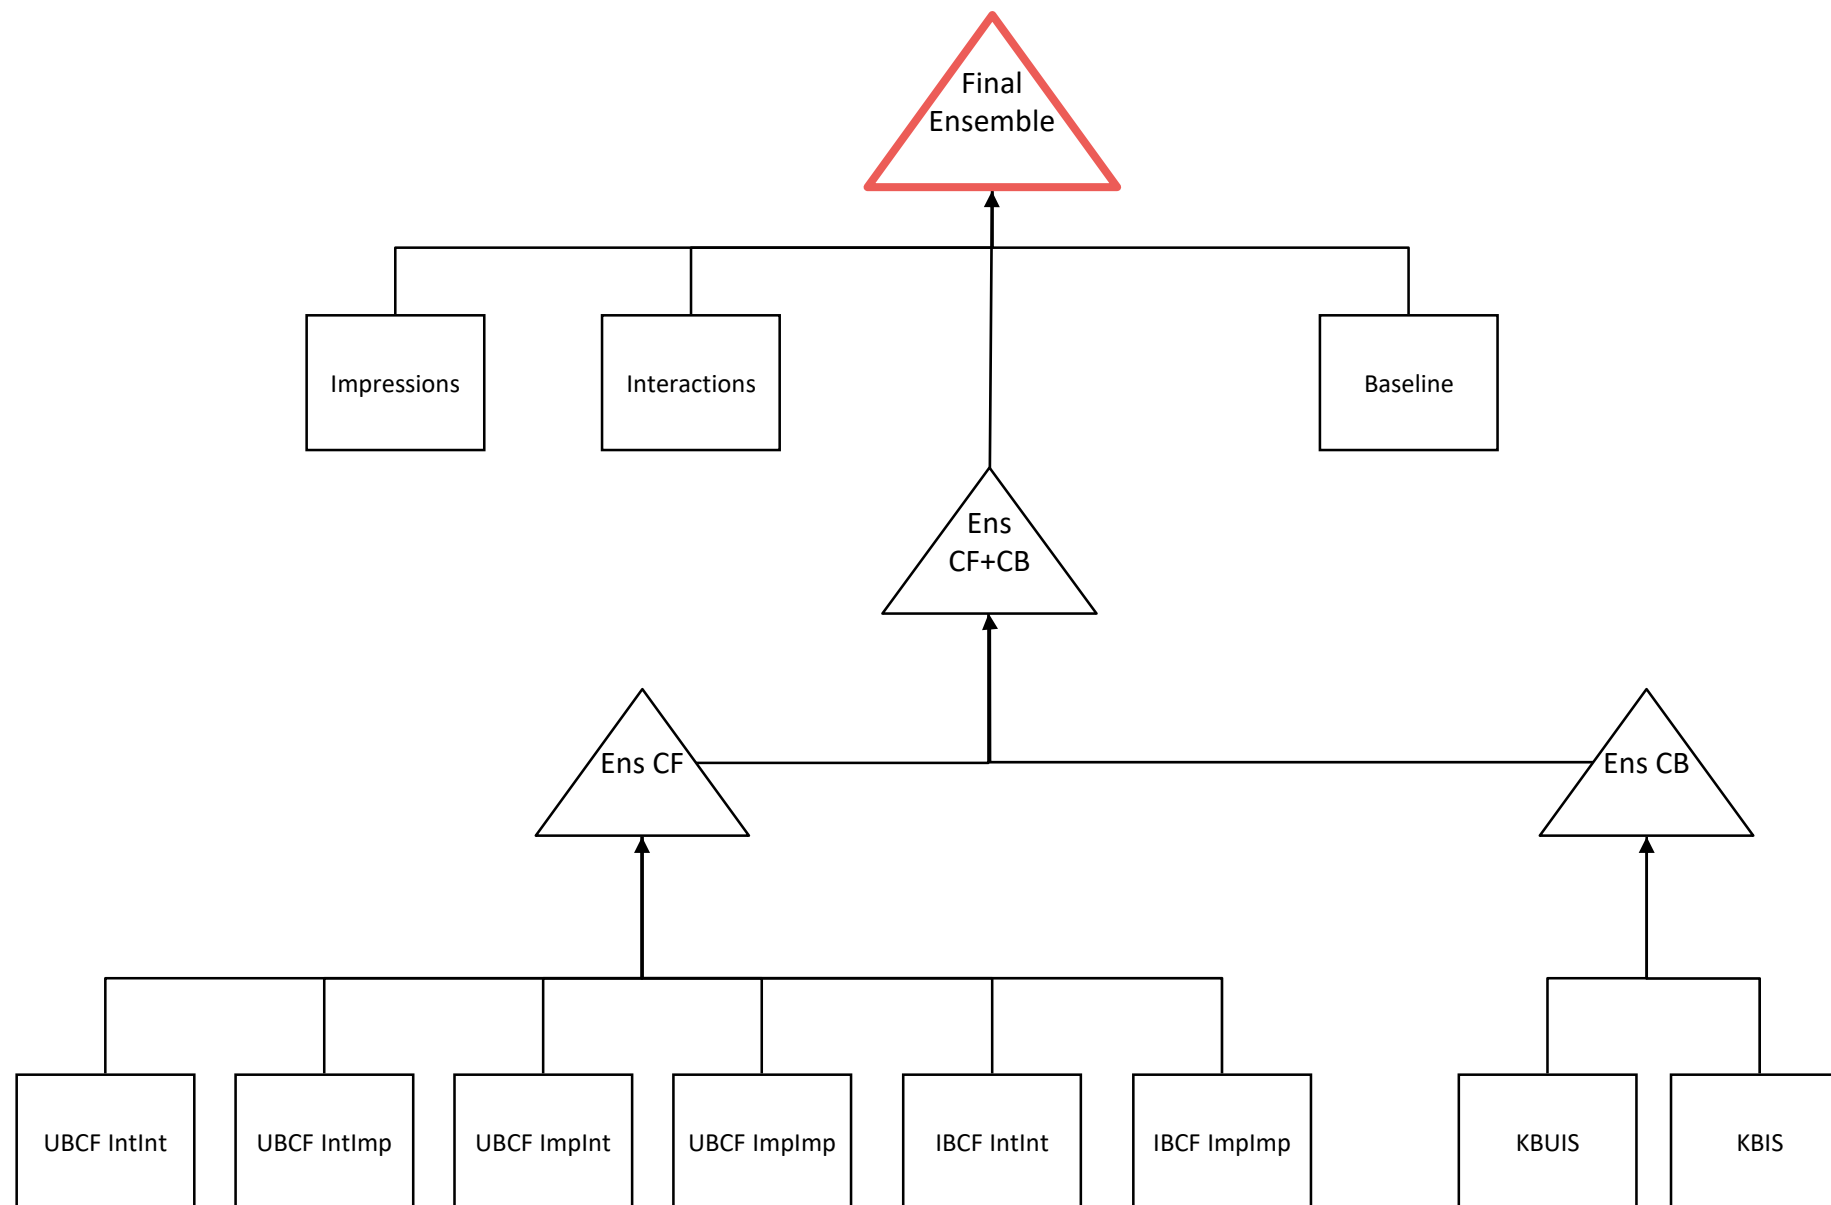 Final
Ensemble
Impressions
Interactions
Baseline
Ens
CF+CB
Ens CF
Ens CB
UBCF IntInt
UBCF IntImp
UBCF ImpInt
UBCF ImpImp
IBCF IntInt
IBCF ImpImp
KBUIS
KBIS